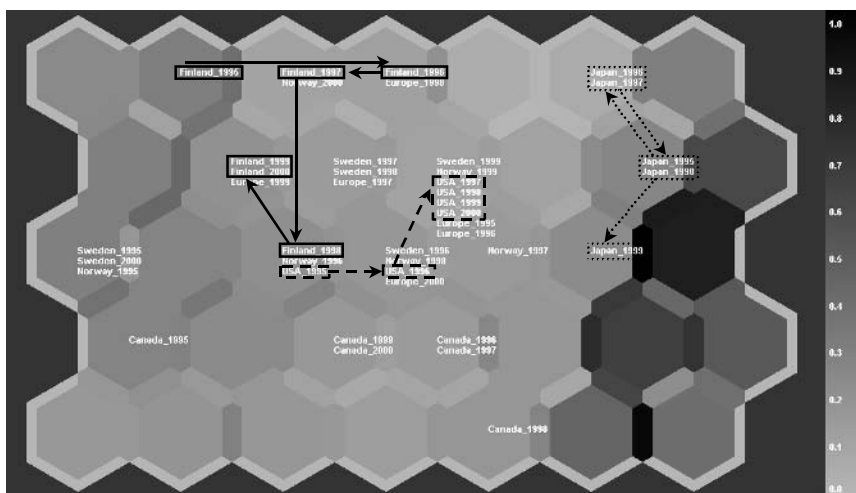 1.0
Finland_1995
Finland_1997
Norway_2000
Finland_1996
Europe_1998
Japan_1996
Japan_1997
0.9
0.8
Finland_1999
Finland_2000
Europe_1999
Sweden_1997
Sweden_1998
Europe_1997
Sweden_1999
Norway_1999
USA_1997
USA_1998
USA_1999
USA_2000
Europe_1995
Europe_1996
Japan_1995
Japan_1998
0.7
0.6
Sweden_1995
Sweden_2000
Norway_1995
Finland_1998
Norway_1996
USA_1995
Sweden_1996
Norway_1998
USA_1996
Europe_2000
Norway_1997
Japan_1999
0.5
0.4
Canada_1995
Canada_1999
Canada_2000
Canada_1996
Canada_1997
0.3
0.2
Canada_1998
0.1
0.0